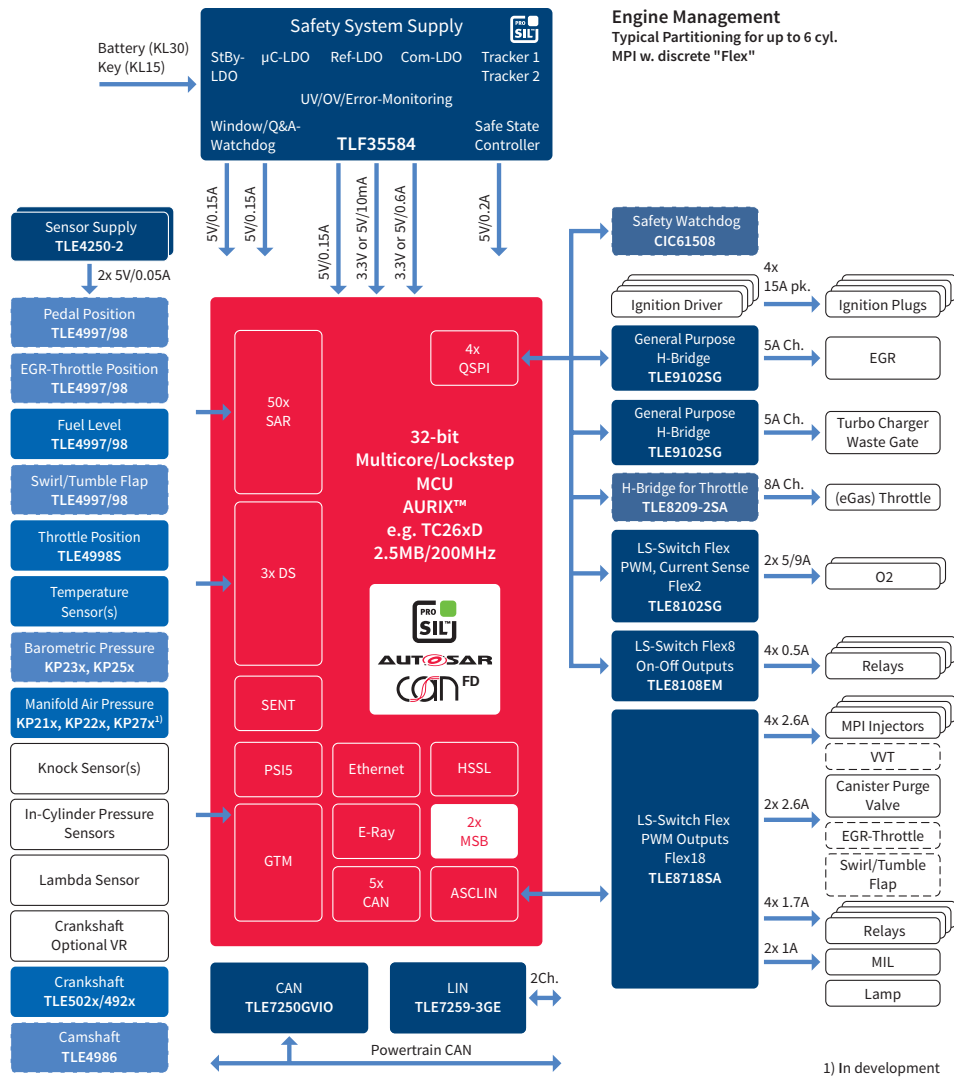 Engine Management
Typical Partitioning for up to 6 cyl.
MPI w. discrete "Flex"
Battery (KL30)
Key (KL15)
Safety System Supply
PRO
SIL™
StBy-
LDO
µC-LDO
Ref-LDO
Com-LDO
Tracker 1
Tracker 2
UV/OV/Error-Monitoring
Window/Q&A-
Watchdog
TLF35584
Safe State
Controller
5V/0.15A
5V/0.15A
5V/0.15A
3.3V or 5V/10mA
3.3V or 5V/0.6A
5V/0.2A
Sensor Supply
TLE4250-2
2x 5V/0.05A
Pedal Position
TLE4997/98
EGR-Throttle Position
TLE4997/98
Fuel Level
TLE4997/98
Swirl/Tumble Flap
TLE4997/98
Throttle Position
TLE4998S
Temperature
Sensor(s)
Barometric Pressure
KP23x, KP25x
Manifold Air Pressure
KP21x, KP22x, KP27x1)
Knock Sensor(s)
In-Cylinder Pressure
Sensors
Lambda Sensor
Crankshaft
Optional VR
Crankshaft
TLE502x/492x
Camshaft
TLE4986
50x
SAR
3x DS
SENT
PSI5
GTM
4x
QSPI
32-bit
Multicore/Lockstep
MCU
AURIX™
e.g. TC26xD
2.5MB/200MHz
PRO
SIL™
AUTOSAR
CAN FD
Ethernet
HSSL
E-Ray
2x
MSB
5x
CAN
ASCLIN
CAN
TLE7250GVIO
LIN
TLE7259-3GE
2Ch.
Powertrain CAN
Safety Watchdog
CIC61508
Ignition Driver
4x
15A pk.
Ignition Plugs
General Purpose
H-Bridge
TLE9102SG
5A Ch.
EGR
General Purpose
H-Bridge
TLE9102SG
5A Ch.
Turbo Charger
Waste Gate
H-Bridge for Throttle
TLE8209-2SA
8A Ch.
(eGas) Throttle
LS-Switch Flex
PWM, Current Sense
Flex2
TLE8102SG
2x 5/9A
O2
LS-Switch Flex8
On-Off Outputs
TLE8108EM
4x 0.5A
Relays
LS-Switch Flex
PWM Outputs
Flex18
TLE8718SA
4x 2.6A
MPI Injectors
VVT
2x 2.6A
Canister Purge
Valve
EGR-Throttle
Swirl/Tumble
Flap
4x 1.7A
Relays
2x 1A
MIL
Lamp
1) In development